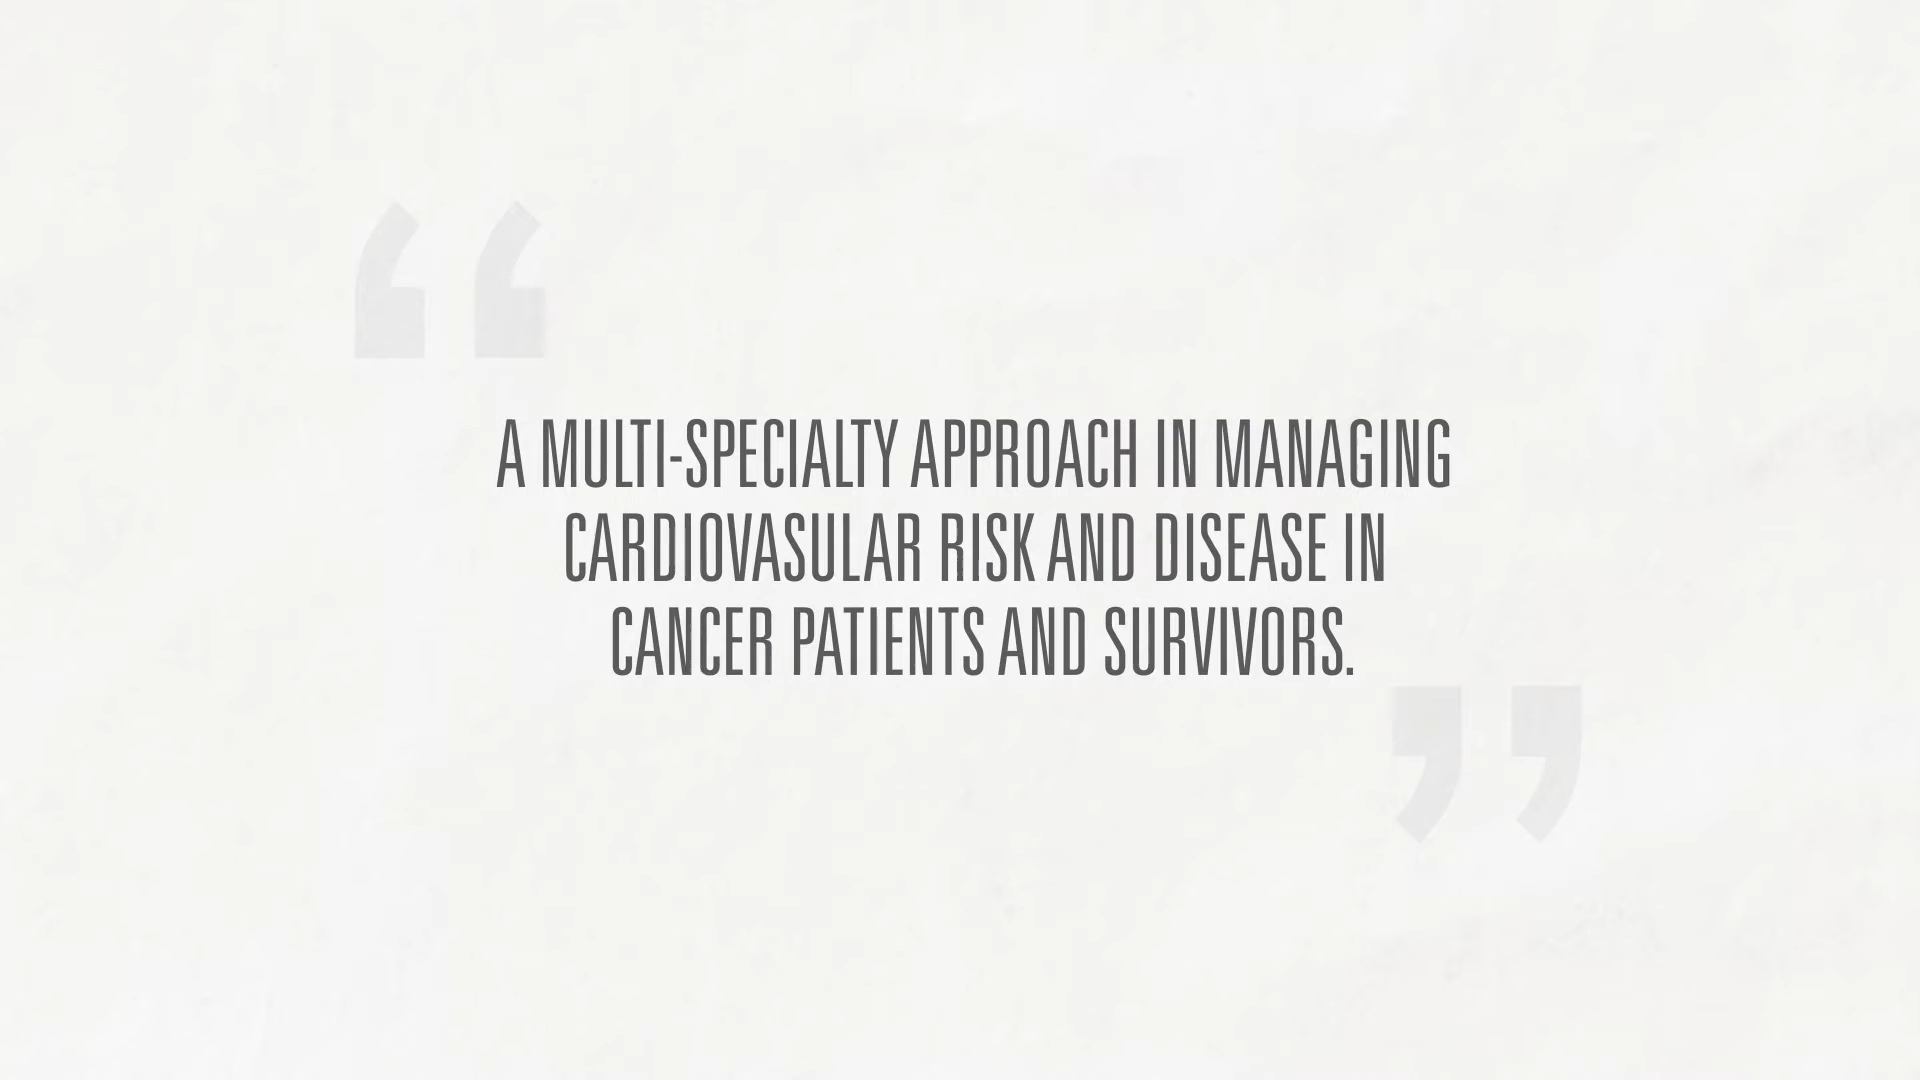 “
A MULTI-SPECIALTY APPROACH IN MANAGING
CARDIOVASULAR RISK AND DISEASE IN
CANCER PATIENTS AND SURVIVORS.
”